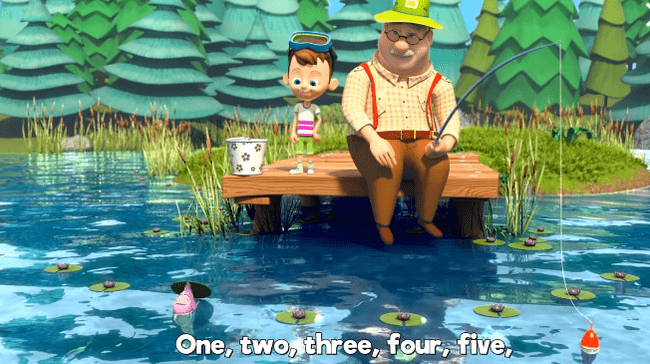 One, two, three, four, five,